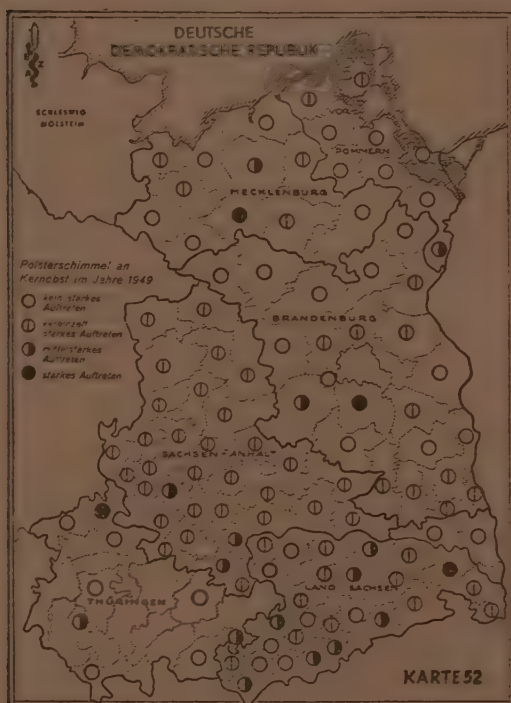 DEUTSCHE
DEMOKRATISCHE REPUBLIK
SCHLESWIG
HOLSTEIN
VOR
POMMERN
MECKLENBURG
Polsterschimmel an
Kernobst im Jahre 1949
kein starkes
Auftreten
vereinzelt
starkes Auftreten
mittelstarkes
Auftreten
starkes Auftreten
BRANDENBURG
SACHSEN-ANHALT
LAND SACHSEN
THÜRINGEN
KARTE 52